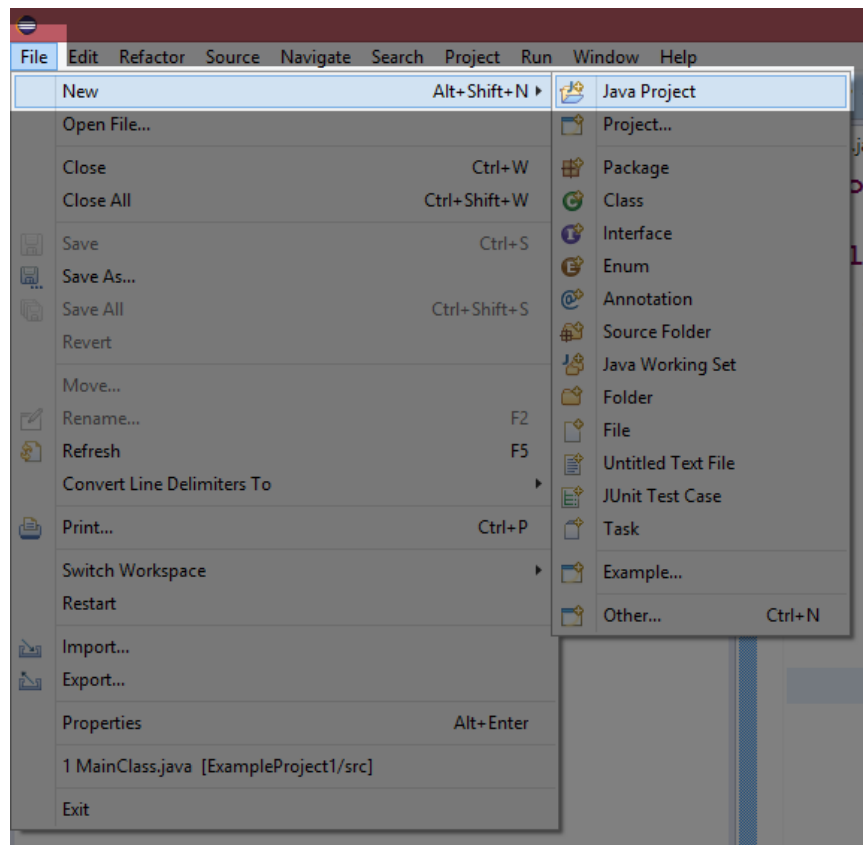 File Edit Refactor Source Navigate Search Project Run Window Help
New Alt+Shift+N
Open File...
Close Ctrl+W
Close All Ctrl+Shift+W
Save Ctrl+S
Save As...
Save All Ctrl+Shift+S
Revert
Move...
Rename... F2
Refresh F5
Convert Line Delimiters To
Print... Ctrl+P
Switch Workspace
Restart
Import...
Export...
Properties Alt+Enter
1 MainClass.java [ExampleProject1/src]
Exit
Java Project
Project...
Package
Class
Interface
Enum
Annotation
Source Folder
Java Working Set
Folder
File
Untitled Text File
JUnit Test Case
Task
Example...
Other... Ctrl+N